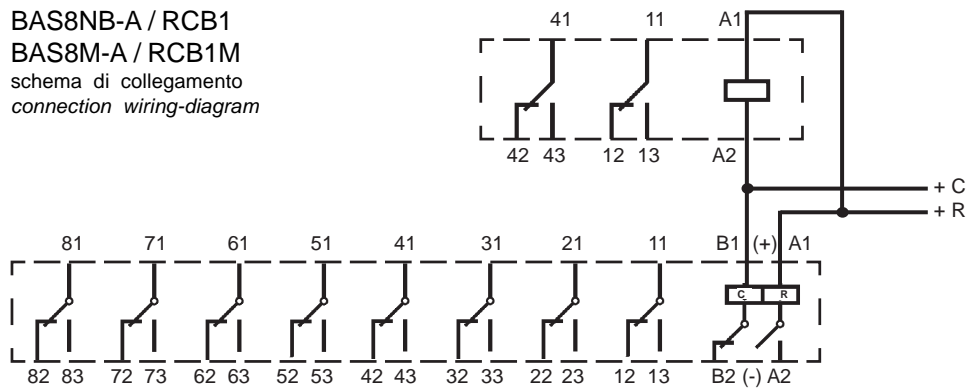 BAS8NB-A / RCB1
BAS8M-A / RCB1M
schema di collegamento
connection wiring-diagram
41 11 A1
42 43 12 13 A2
+ C
+ R
81 71 61 51 41 31 21 11 B1 (+) A1
C R
82 83 72 73 62 63 52 53 42 43 32 33 22 23 12 13 B2 (-) A2